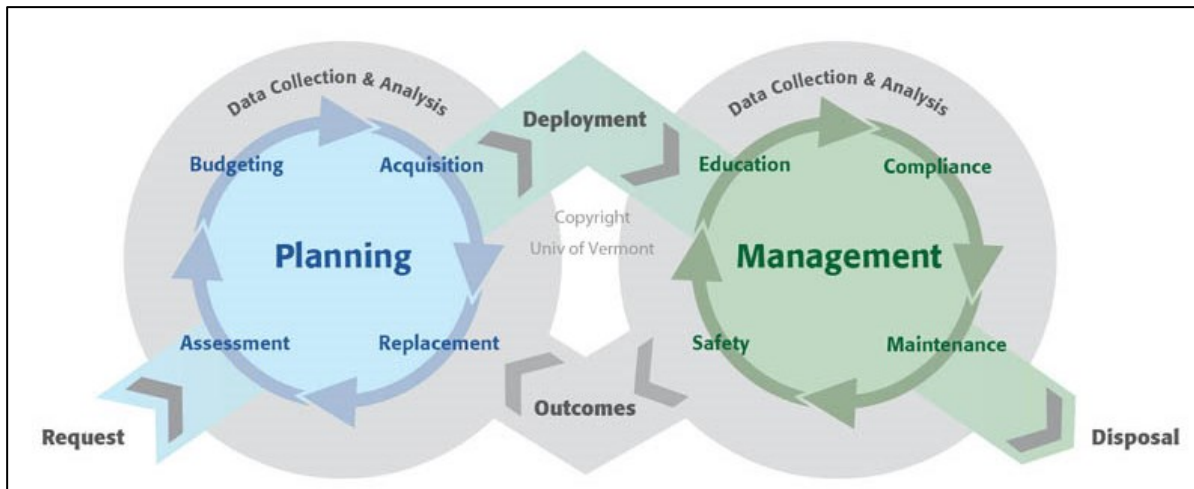 Data Collection & Analysis
Budgeting
Acquisition
Planning
Assessment
Replacement
Request
Deployment
Copyright
Univ of Vermont
Outcomes
Data Collection & Analysis
Education
Compliance
Management
Safety
Maintenance
Disposal